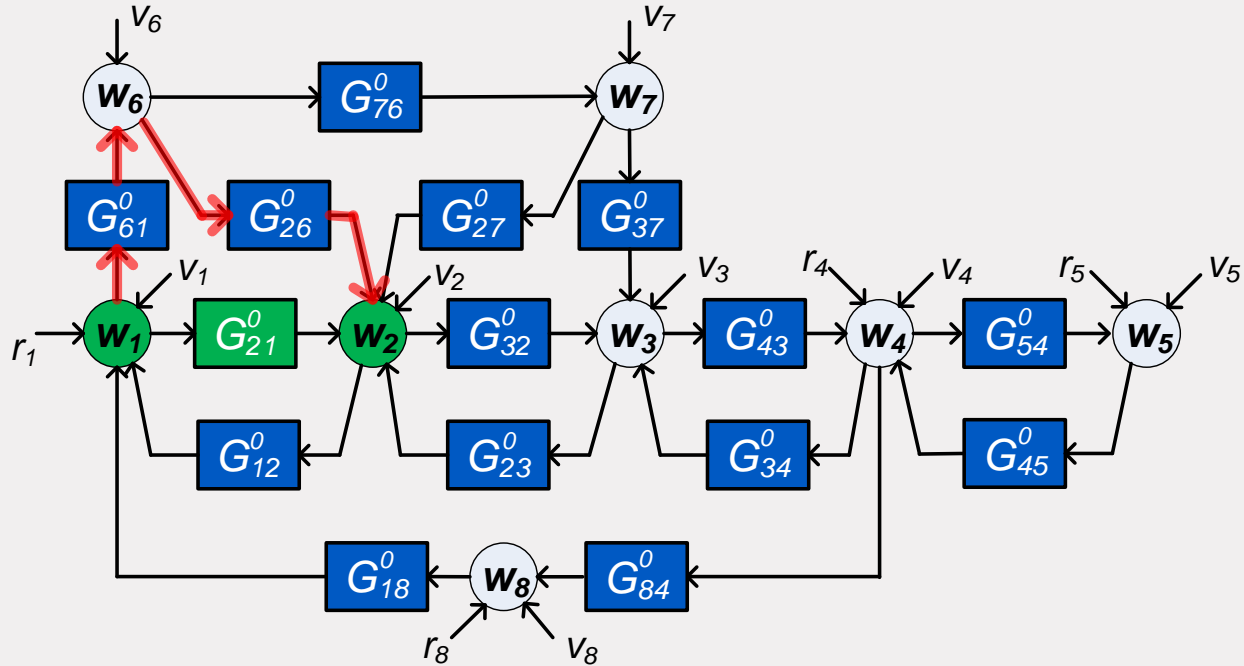 v₆ v₇
w₆ G⁰₇₆ w₇
G⁰₆₁ G⁰₂₆ G⁰₂₇ G⁰₃₇
v₁ v₂ v₃ r₄ v₄ r₅ v₅
r₁ w₁ G⁰₂₁ w₂ G⁰₃₂ w₃ G⁰₄₃ w₄ G⁰₅₄ w₅
G⁰₁₂ G⁰₂₃ G⁰₃₄ G⁰₄₅
G⁰₁₈ w₈ G⁰₈₄
r₈ v₈